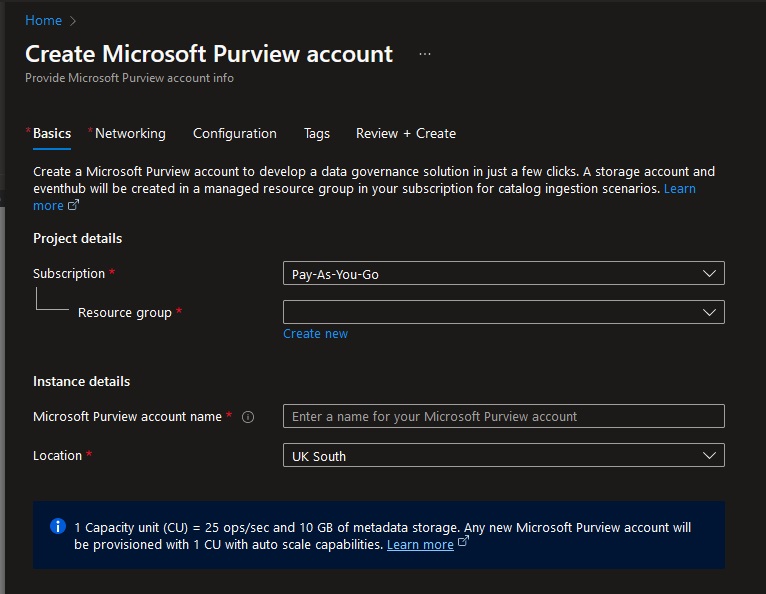 Home
Create Microsoft Purview account ...
Provide Microsoft Purview account info
* Basics * Networking Configuration Tags Review + Create
Create a Microsoft Purview account to develop a data governance solution in just a few clicks. A storage account and
eventhub will be created in a managed resource group in your subscription for catalog ingestion scenarios. Learn
more
Project details
Subscription * Pay-As-You-Go
Resource group *
Create new
Instance details
Microsoft Purview account name * Enter a name for your Microsoft Purview account
Location * UK South
1 Capacity unit (CU) = 25 ops/sec and 10 GB of metadata storage. Any new Microsoft Purview account will
be provisioned with 1 CU with auto scale capabilities. Learn more